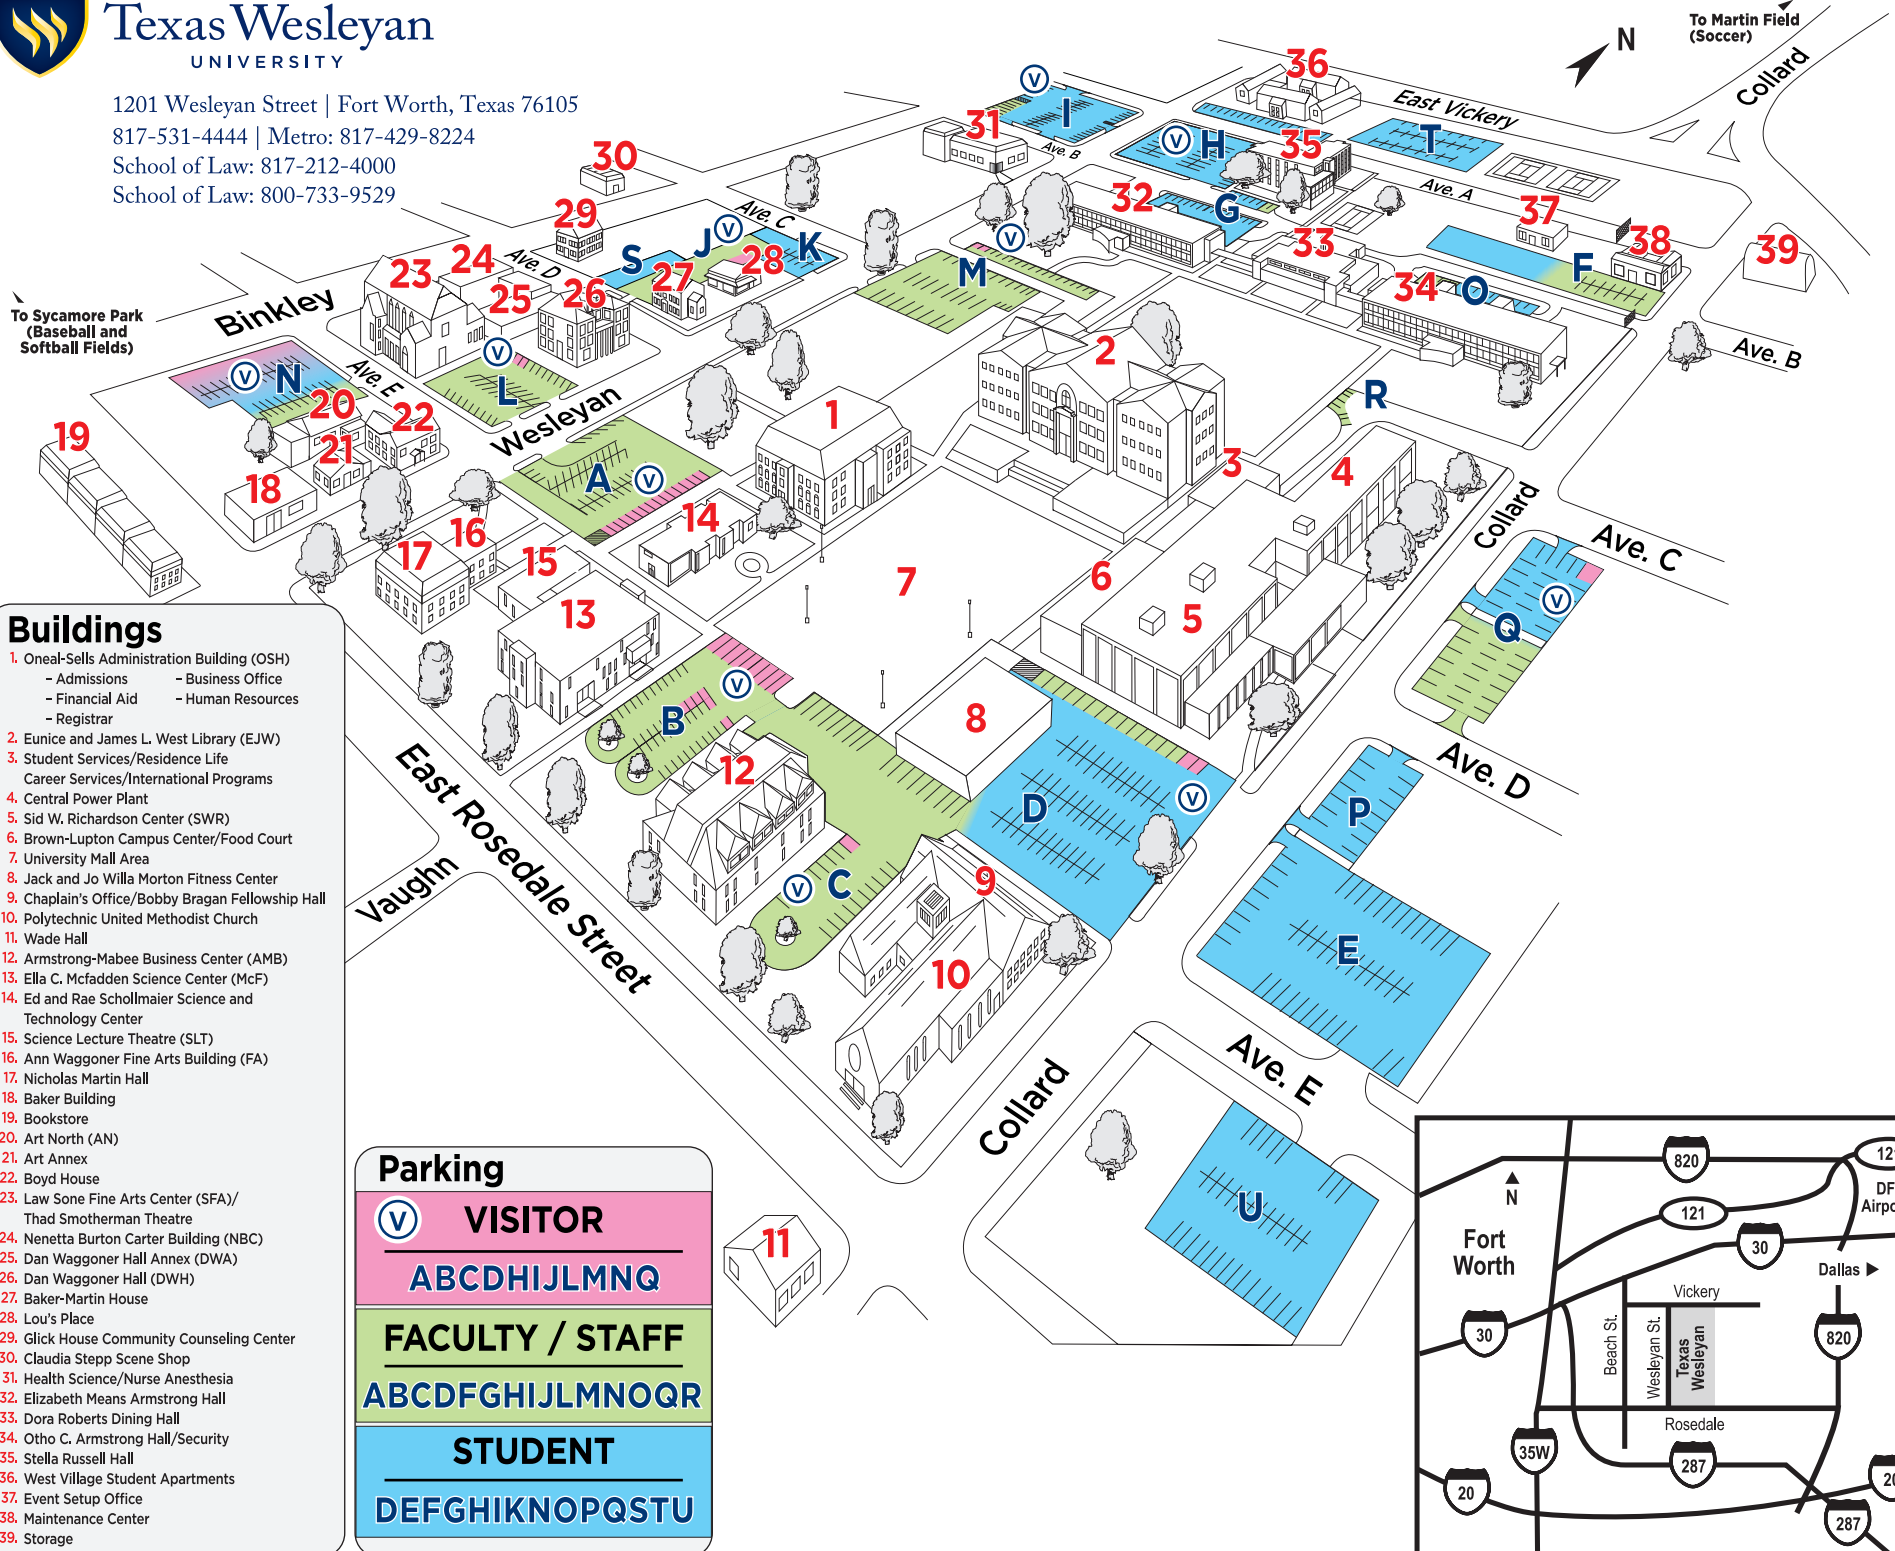 Texas Wesleyan
UNIVERSITY
1201 Wesleyan Street | Fort Worth, Texas 76105
817-531-4444 | Metro: 817-429-8224
School of Law: 817-212-4000
School of Law: 800-733-9529
To Martin Field
(Soccer)
N
Collard
East Vickery
36
V
I
31
Ave. B
V
H
35
T
30
Ave. A
32
G
37
29
Ave. C
V
J
K
S
28
27
V
M
33
38
39
F
34
O
23
24
Ave. D
25
26
To Sycamore Park
(Baseball and
Softball Fields)
Binkley
V
N
Ave. E
V
L
2
Ave. B
R
20
22
Wesleyan
1
19
21
A
V
3
4
18
14
Collard
Ave. C
16
17
15
7
6
V
13
5
Q
V
B
8
12
Ave. D
East Rosedale Street
D
V
P
Vaughn
V
C
9
E
10
Ave. E
Collard
U
11
Buildings
1. Oneal-Sells Administration Building (OSH)
– Admissions – Business Office
– Financial Aid – Human Resources
– Registrar
2. Eunice and James L. West Library (EJW)
3. Student Services/Residence Life
Career Services/International Programs
4. Central Power Plant
5. Sid W. Richardson Center (SWR)
6. Brown-Lupton Campus Center/Food Court
7. University Mall Area
8. Jack and Jo Willa Morton Fitness Center
9. Chaplain's Office/Bobby Bragan Fellowship Hall
10. Polytechnic United Methodist Church
11. Wade Hall
12. Armstrong-Mabee Business Center (AMB)
13. Ella C. Mcfadden Science Center (McF)
14. Ed and Rae Schollmaier Science and
Technology Center
15. Science Lecture Theatre (SLT)
16. Ann Waggoner Fine Arts Building (FA)
17. Nicholas Martin Hall
18. Baker Building
19. Bookstore
20. Art North (AN)
21. Art Annex
22. Boyd House
23. Law Sone Fine Arts Center (SFA)/
Thad Smotherman Theatre
24. Nenetta Burton Carter Building (NBC)
25. Dan Waggoner Hall Annex (DWA)
26. Dan Waggoner Hall (DWH)
27. Baker-Martin House
28. Lou's Place
29. Glick House Community Counseling Center
30. Claudia Stepp Scene Shop
31. Health Science/Nurse Anesthesia
32. Elizabeth Means Armstrong Hall
33. Dora Roberts Dining Hall
34. Otho C. Armstrong Hall/Security
35. Stella Russell Hall
36. West Village Student Apartments
37. Event Setup Office
38. Maintenance Center
39. Storage
Parking
V VISITOR
ABCDHIJLMNQ
FACULTY / STAFF
ABCDFGHIJLMNOQR
STUDENT
DEFGHIKNOPQSTU
N
820
121
Fort
Worth
30
Dallas
Vickery
30
Beach St.
Wesleyan St.
Texas
Wesleyan
820
Rosedale
35W
287
20
287